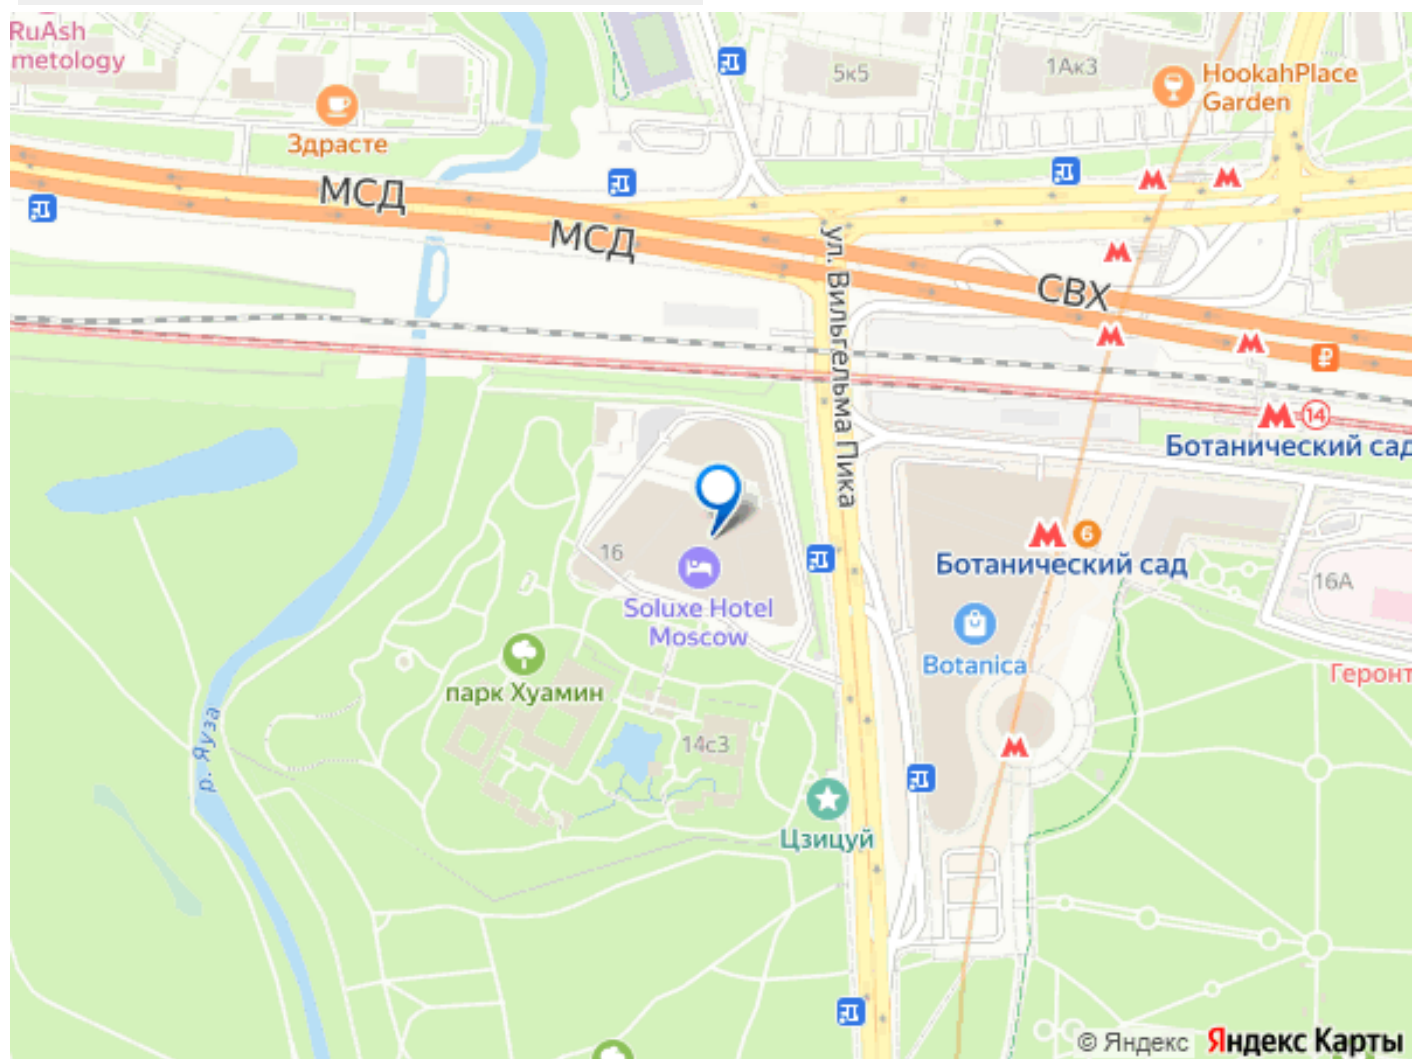 RuAsh
metology
Здрасте
5к5
1Ак3
HookahPlace
Garden
МСД
МСД
СВХ
ул. Вильгельма Пика
14
Ботанический сад
16
6
Ботанический сад
16А
Soluxe Hotel
Moscow
Botanica
Геронт
парк Хуамин
р. Яуза
14с3
Цзицуй
© Яндекс Яндекс Карты